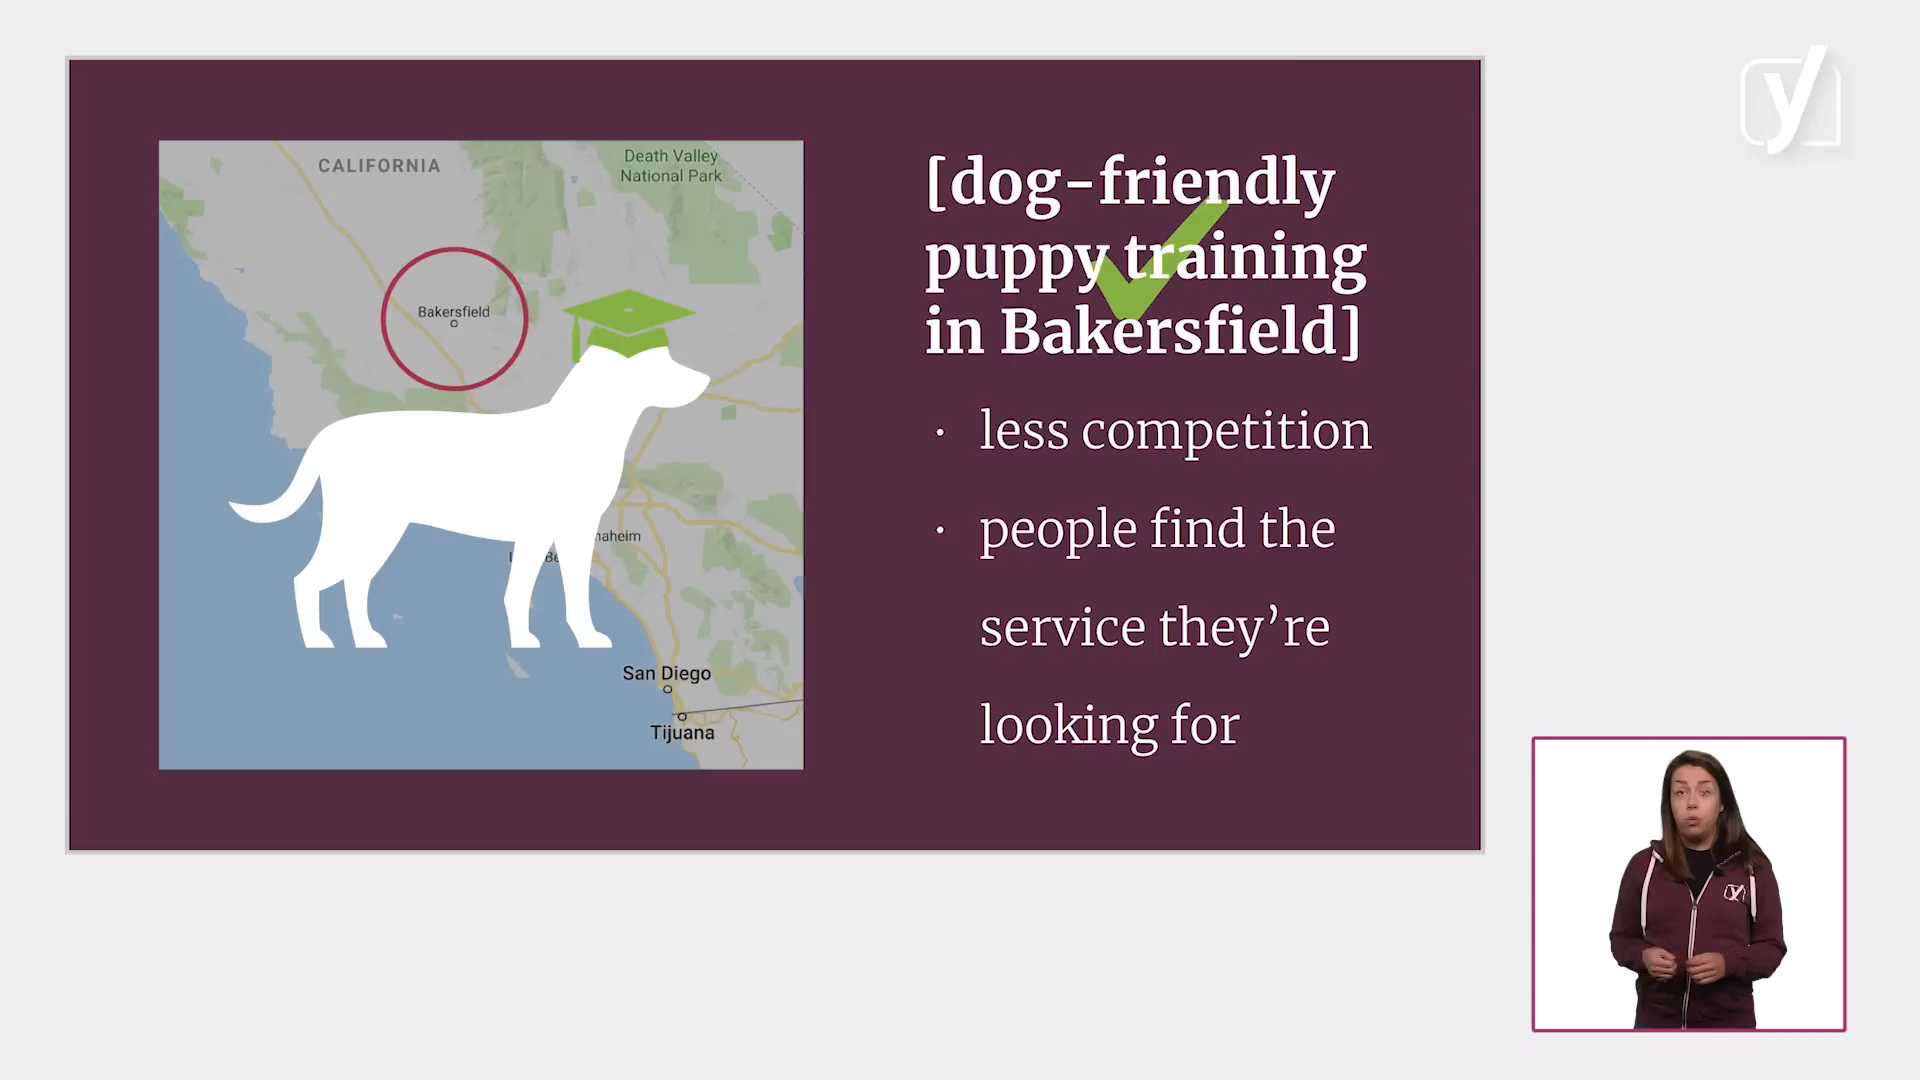 CALIFORNIA
Death Valley
National Park
Bakersfield
San Diego
Tijuana
[dog-friendly
puppy training
in Bakersfield]
· less competition
· people find the
service they’re
looking for
y
y